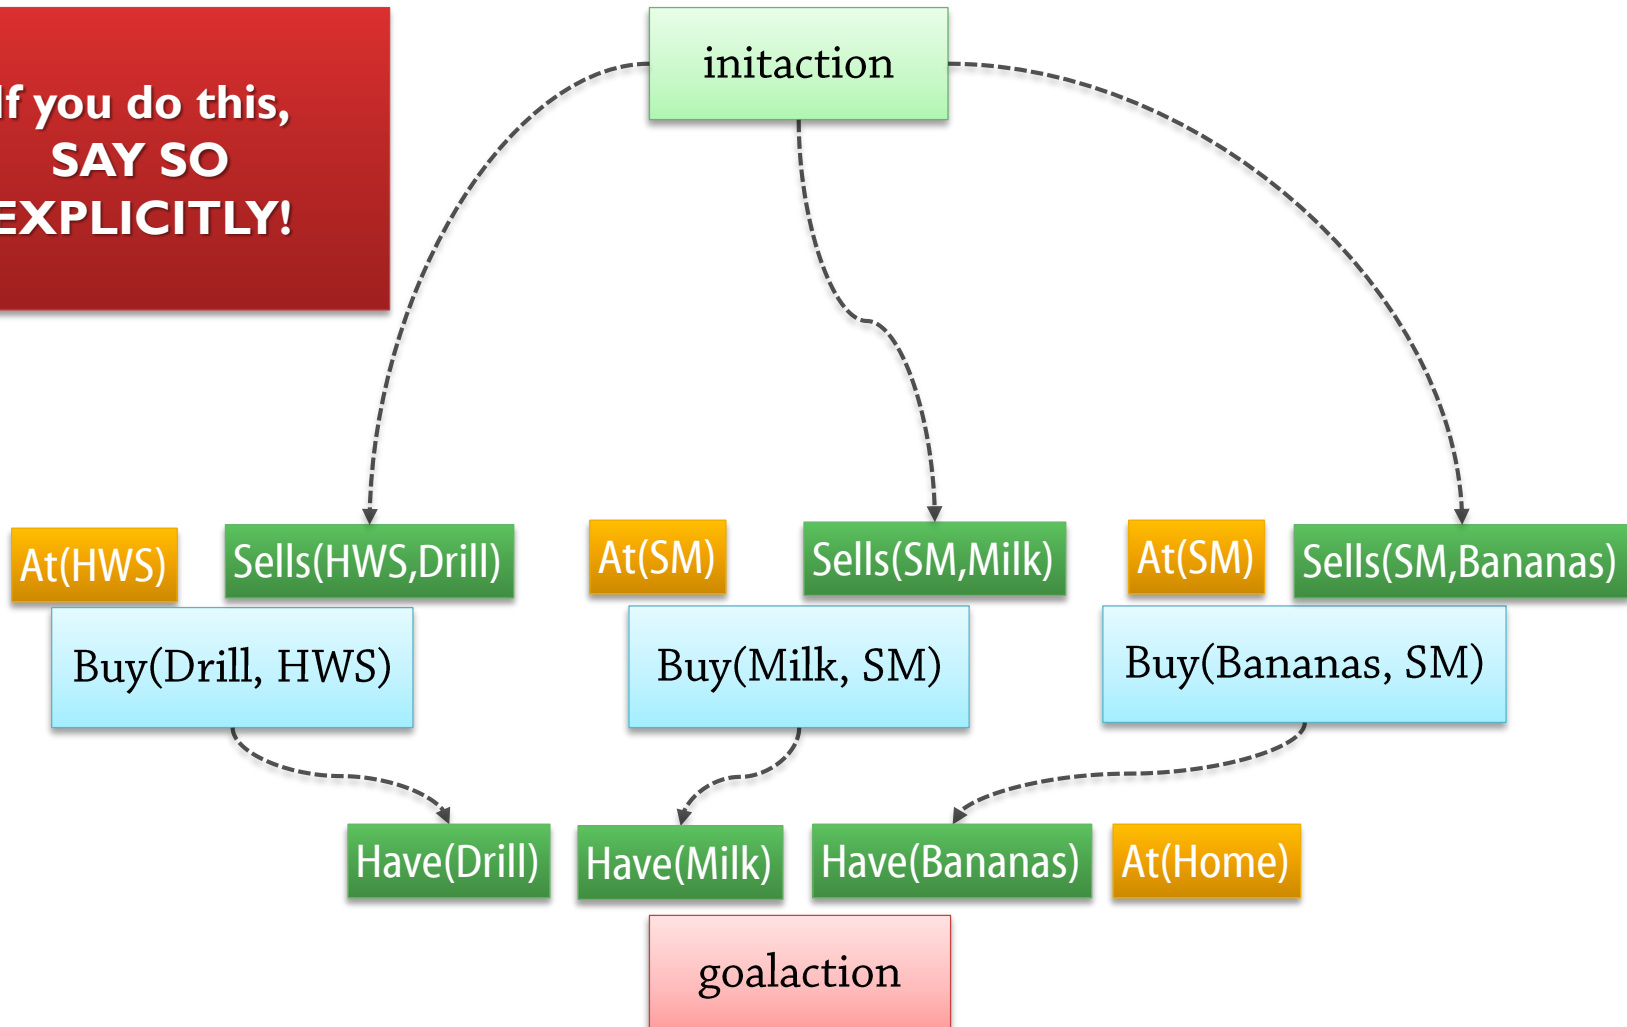 initaction
If you do this,
SAY SO
EXPLICITLY!
At(HWS)
Sells(HWS,Drill)
At(SM)
Sells(SM,Milk)
At(SM)
Sells(SM,Bananas)
Buy(Drill, HWS)
Buy(Milk, SM)
Buy(Bananas, SM)
Have(Drill)
Have(Milk)
Have(Bananas)
At(Home)
goalaction